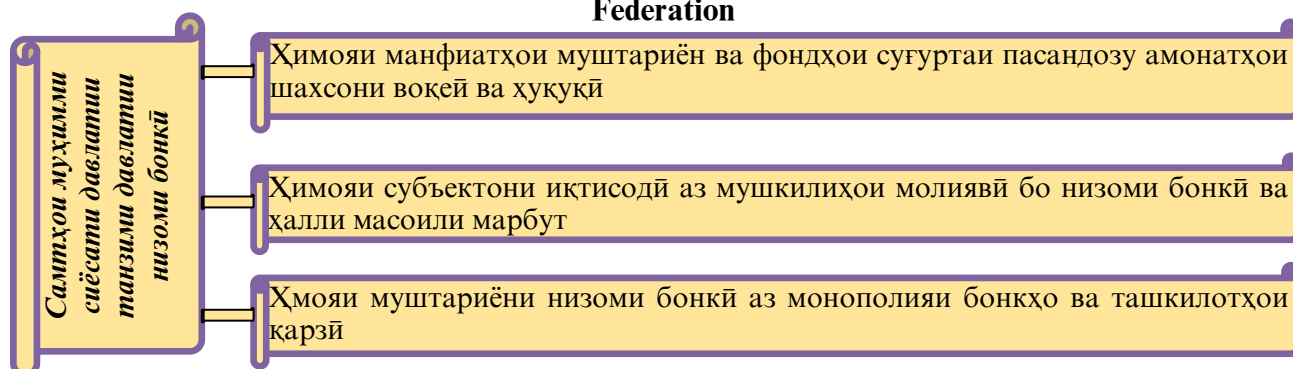 Federation
Самтҳои муҳимми
сиёсати давлатии
танзими давлатии
низоми бонкӣ
Ҳимояи манфиатҳои муштариён ва фондҳои суғуртаи пасандозу амонатҳои
шахсони воқеӣ ва ҳуқуқӣ
Ҳимояи субъектони иқтисодӣ аз мушкилиҳои молиявӣ бо низоми бонкӣ ва
ҳалли масоили марбут
Ҳмояи муштариёни низоми бонкӣ аз монополияи бонкҳо ва ташкилотҳои
қарзӣ